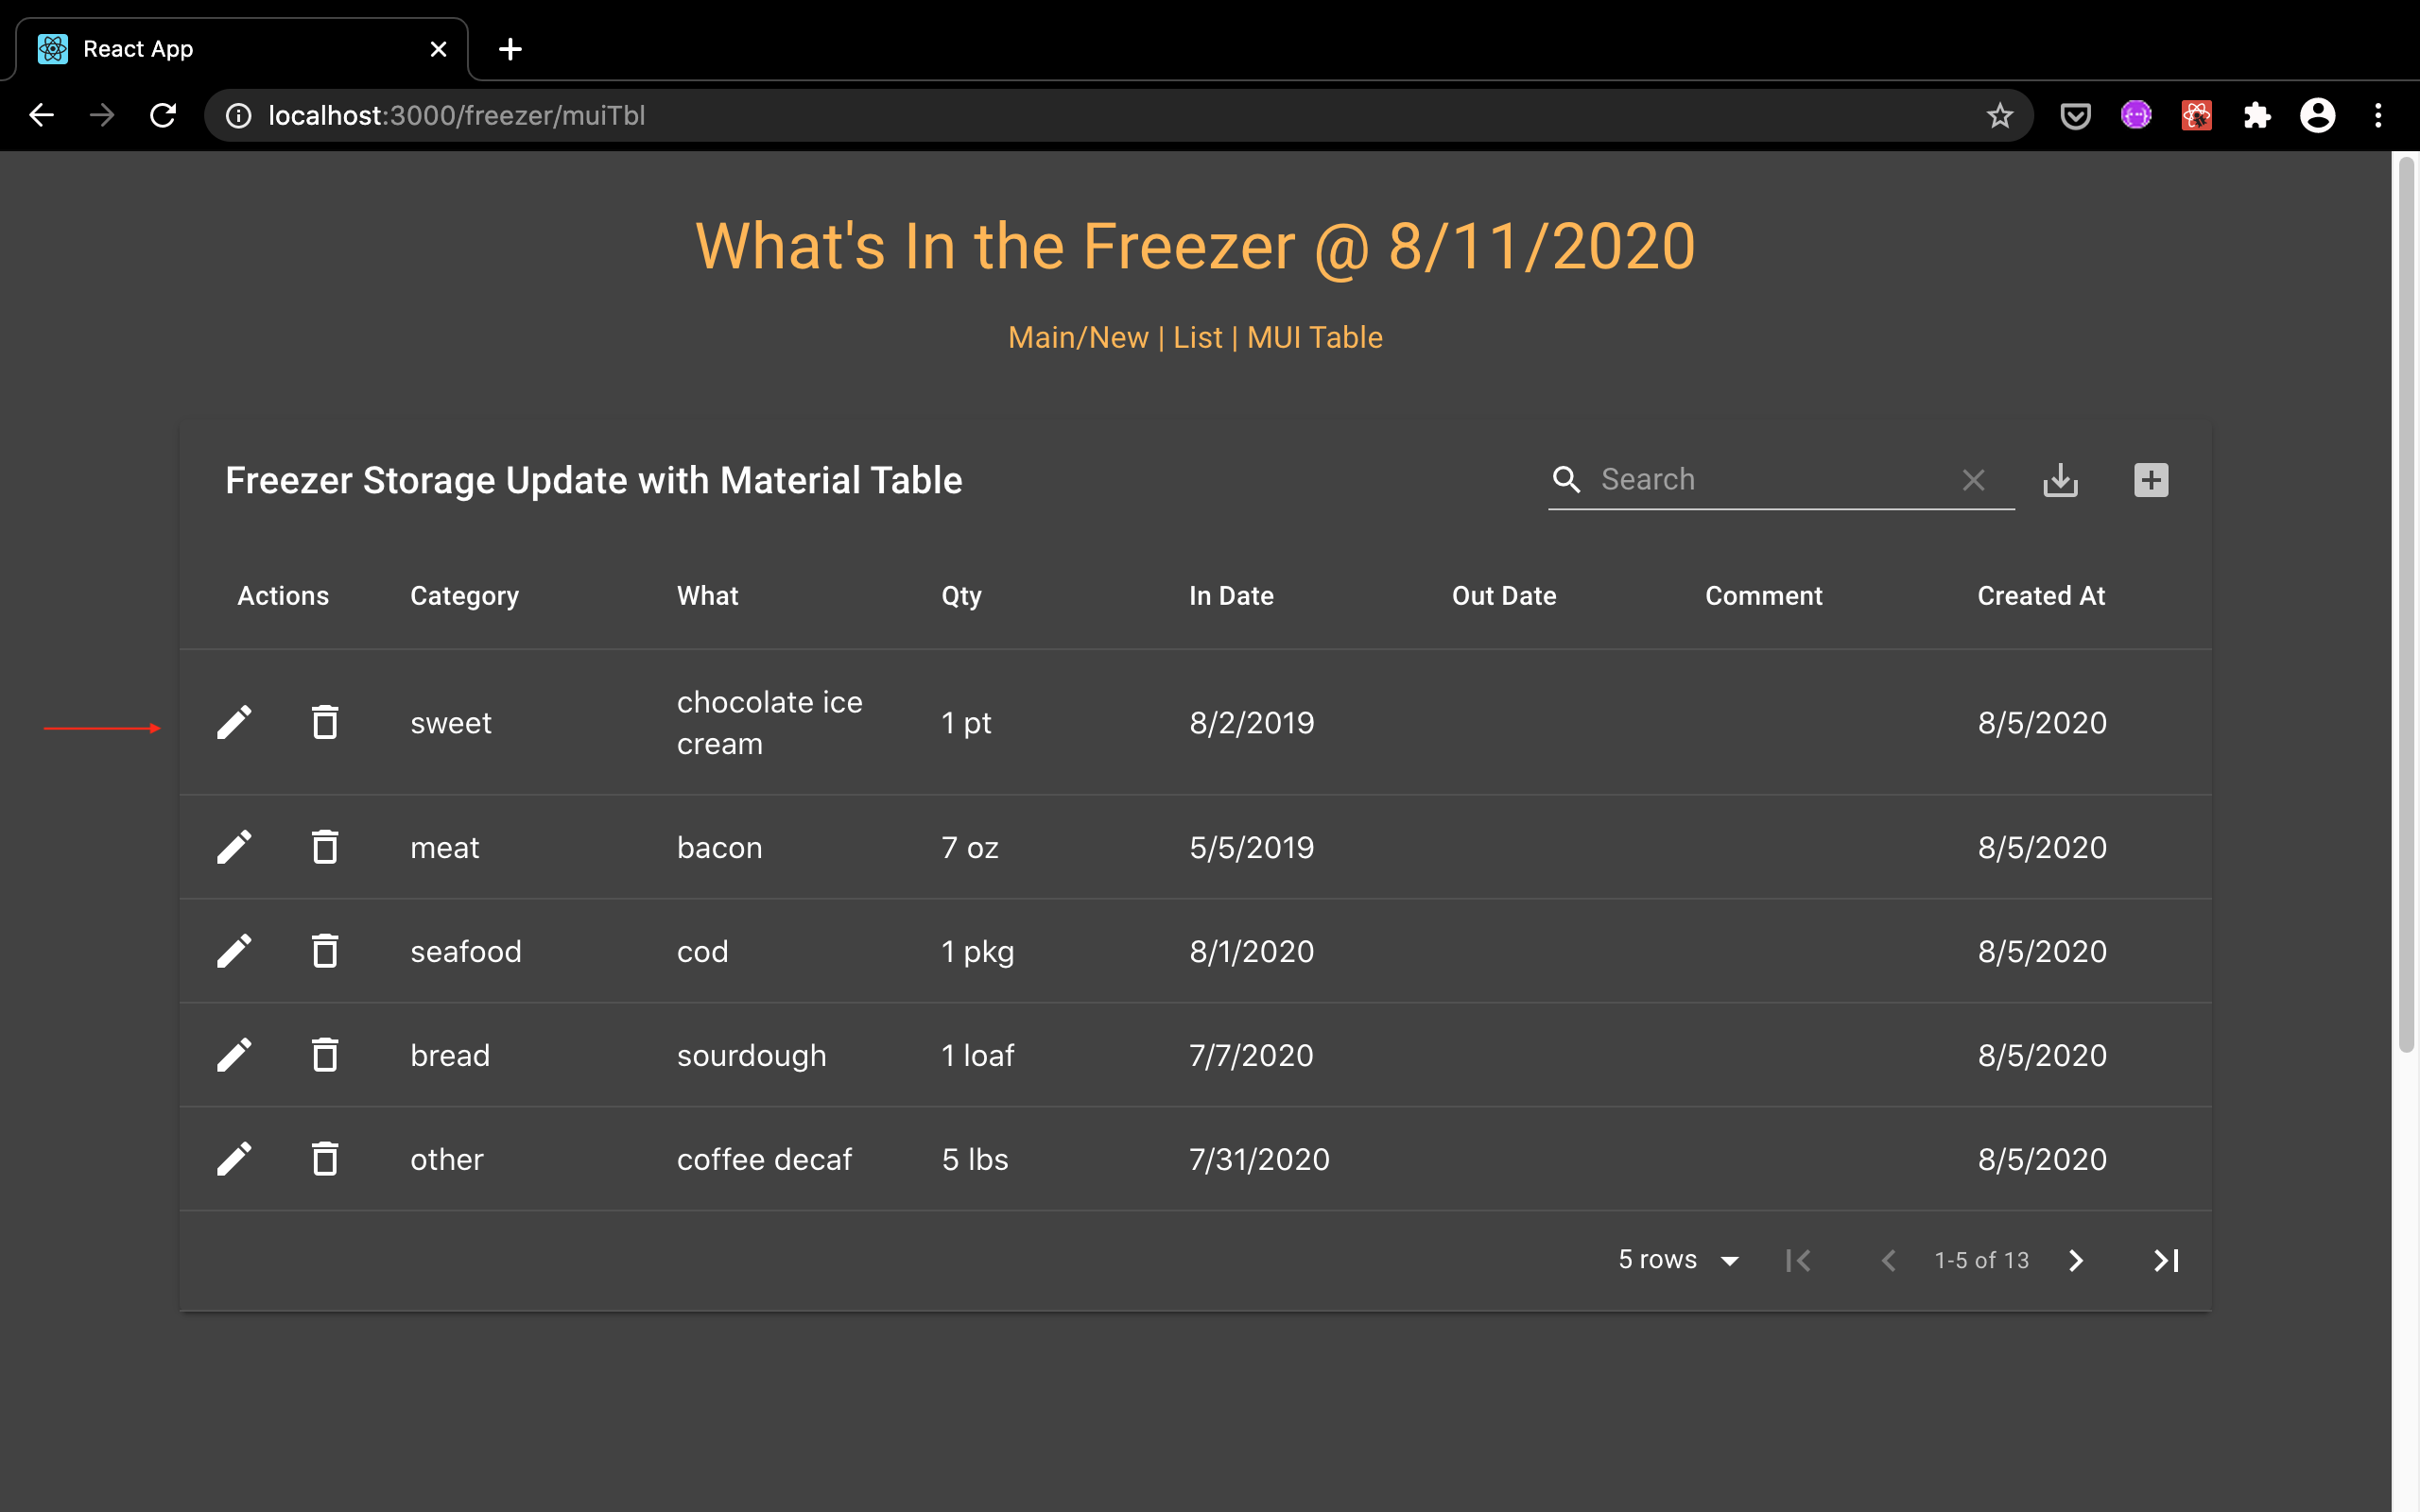 React App
localhost:3000/freezer/muiTbl
What's In the Freezer @ 8/11/2020
Main/New | List | MUI Table
Freezer Storage Update with Material Table
Search
Actions Category What Qty In Date Out Date Comment Created At
sweet chocolate ice cream 1 pt 8/2/2019 8/5/2020
meat bacon 7 oz 5/5/2019 8/5/2020
seafood cod 1 pkg 8/1/2020 8/5/2020
bread sourdough 1 loaf 7/7/2020 8/5/2020
other coffee decaf 5 lbs 7/31/2020 8/5/2020
5 rows 1-5 of 13